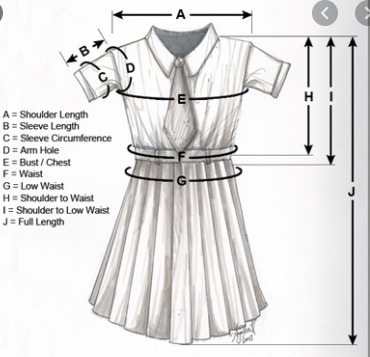 A
B
C
D
E
F
G
H
I
J
A = Shoulder Length
B = Sleeve Length
C = Sleeve Circumference
D = Arm Hole
E = Bust / Chest
F = Waist
G = Low Waist
H = Shoulder to Waist
I = Shoulder to Low Waist
J = Full Length